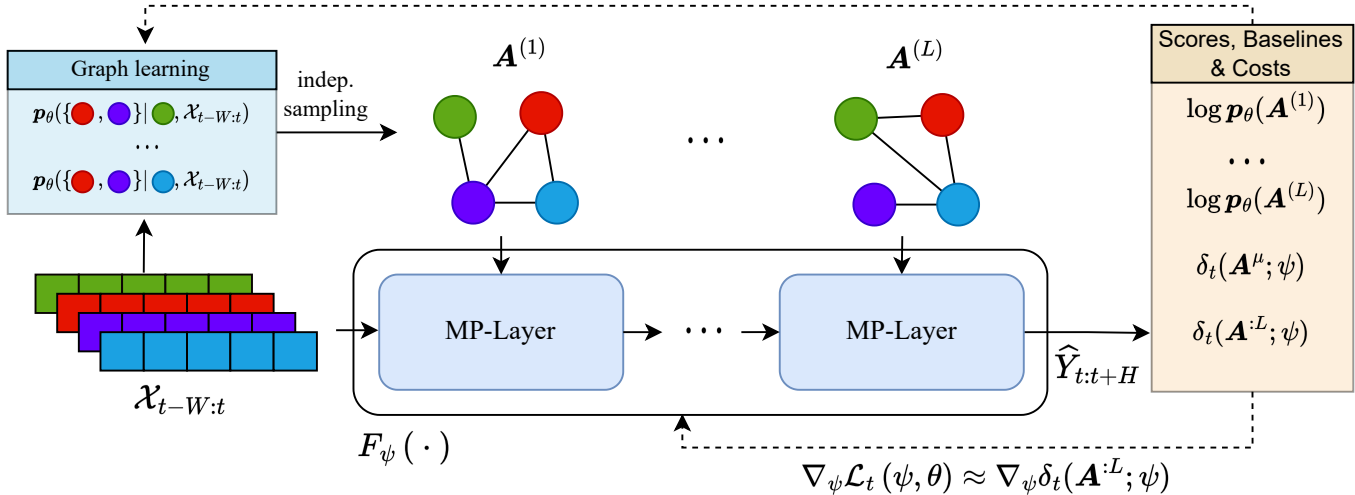 Graph learning
p_θ({ , }| , 𝒳_{t−W:t})
...
p_θ({ , }| , 𝒳_{t−W:t})
indep.
sampling
A^{(1)}
...
A^{(L)}
Scores, Baselines
& Costs
log p_θ(A^{(1)})
...
log p_θ(A^{(L)})
δ_t(A^μ; ψ)
δ_t(A^{:L}; ψ)
MP-Layer
...
MP-Layer
Ŷ_{t:t+H}
𝒳_{t−W:t}
F_ψ( · )
∇_ψ ℒ_t (ψ, θ) ≈ ∇_ψ δ_t(A^{:L}; ψ)